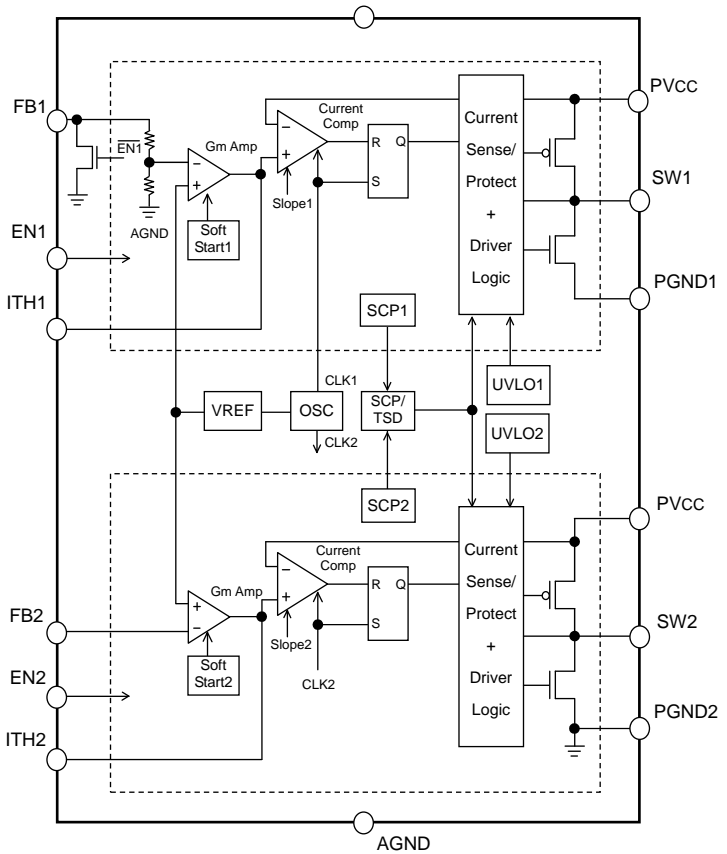 FB1
EN1
Gm Amp
Current
Comp
R
Q
S
Slope1
Soft
Start1
AGND
EN1
ITH1
Current
Sense/
Protect
+
Driver
Logic
PVCC
SW1
PGND1
SCP1
UVLO1
CLK1
VREF
OSC
SCP/
TSD
CLK2
UVLO2
SCP2
Current
Comp
Gm Amp
R
Q
S
Slope2
Soft
Start2
CLK2
FB2
EN2
ITH2
Current
Sense/
Protect
+
Driver
Logic
PVCC
SW2
PGND2
AGND